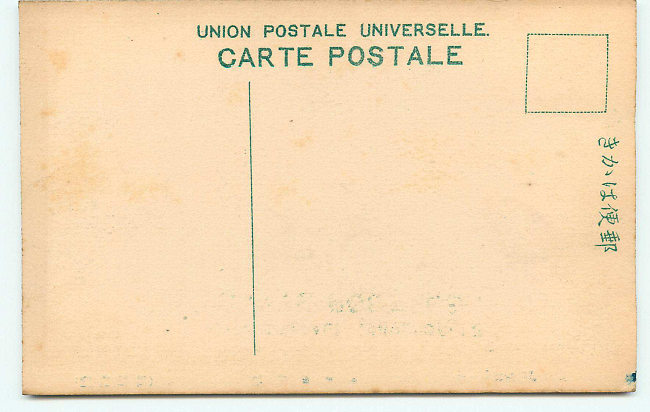 UNION POSTALE UNIVERSELLE.
CARTE POSTALE
郵便はかき